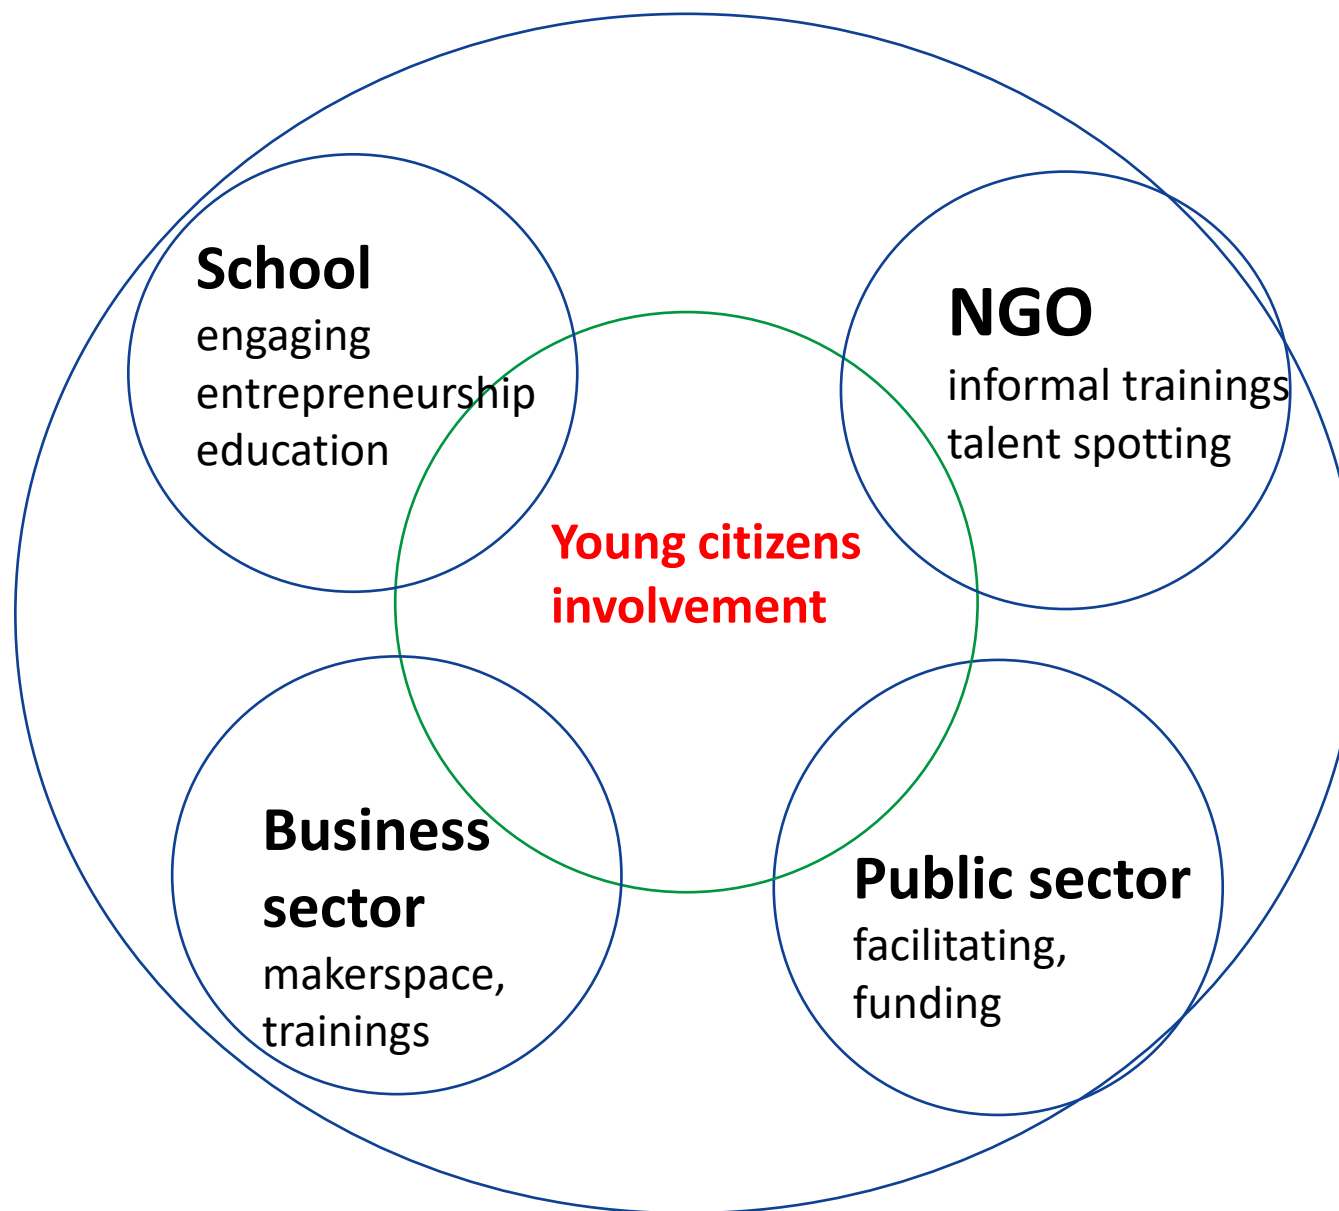 School
engaging
entrepreneurship
education
NGO
informal trainings
talent spotting
Young citizens
involvement
Business
sector
makerspace,
trainings
Public sector
facilitating,
funding